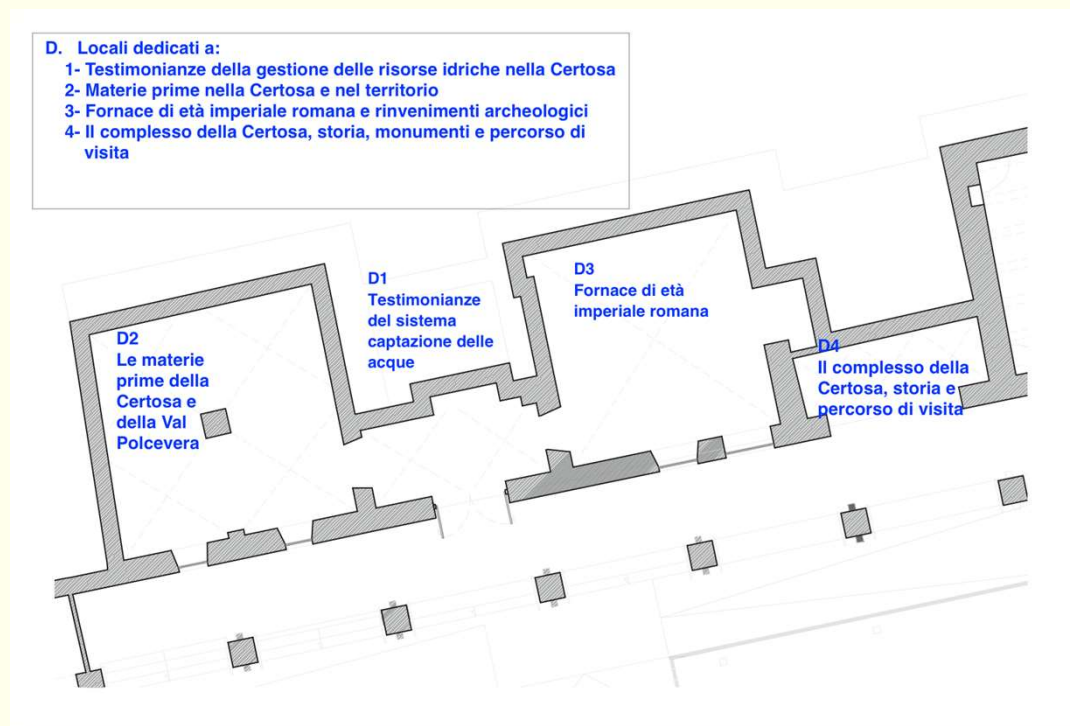 D. Locali dedicati a:
1- Testimonianze della gestione delle risorse idriche nella Certosa
2- Materie prime nella Certosa e nel territorio
3- Fornace di età imperiale romana e rinvenimenti archeologici
4- Il complesso della Certosa, storia, monumenti e percorso di
visita
D2
Le materie
prime della
Certosa e
della Val
Polcevera
D1
Testimonianze
del sistema
captazione delle
acque
D3
Fornace di età
imperiale romana
D4
Il complesso della
Certosa, storia e
percorso di visita